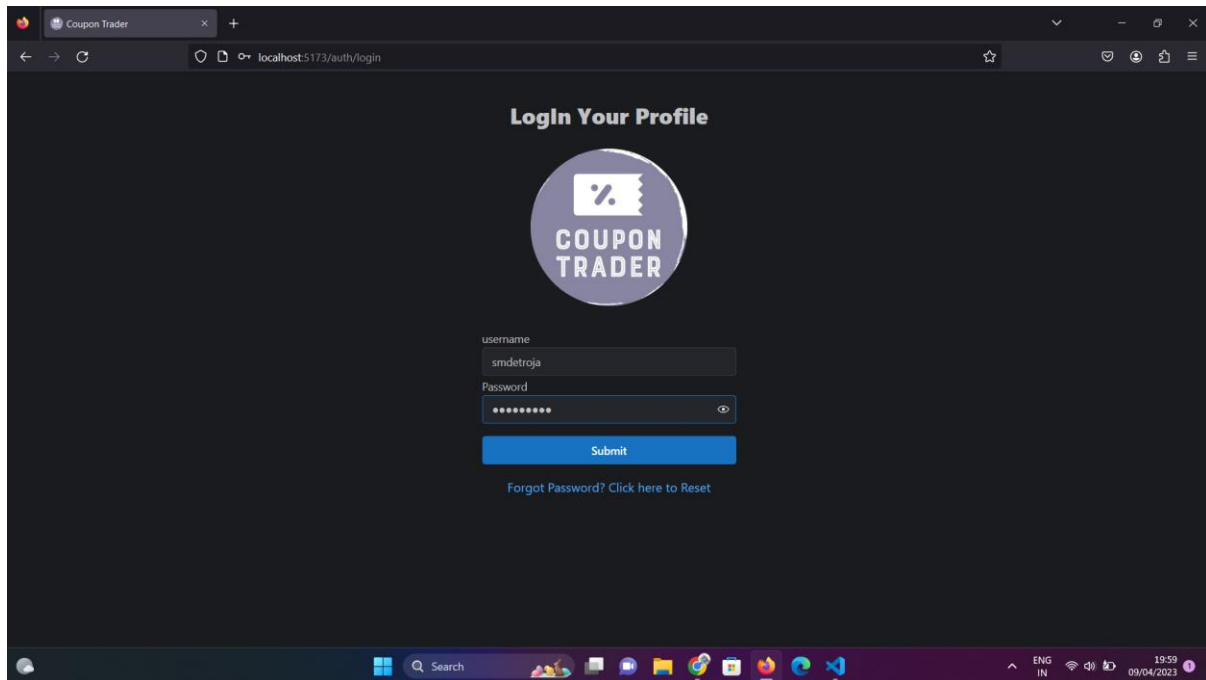 Coupon Trader
localhost:5173/auth/login
LogIn Your Profile
COUPON
TRADER
username
smdetroja
Password
•••••••••
Submit
Forgot Password? Click here to Reset
Search
ENG
IN
19:59
09/04/2023
1